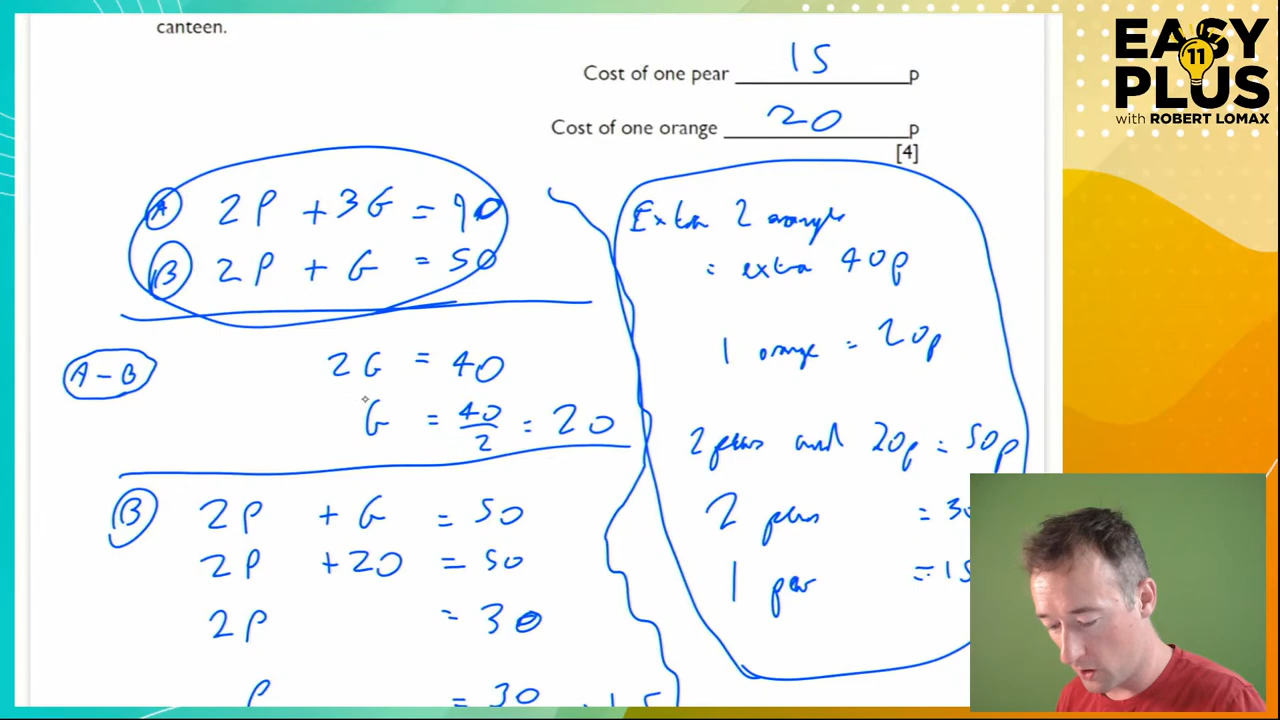 canteen.
Cost of one pear 15 p
Cost of one orange 20 p
[4]
A 2P + 3G = 90
B 2P + G = 50
A - B 2G = 40
G = 40/2 = 20
B 2P + G = 50
2P + 20 = 50
2P = 30
P = 30
Extra 2 oranges
= extra 40p
1 orange = 20p
2 pears and 20p = 50p
2 pears = 30
1 pear = 15
EASY
11
PLUS
with ROBERT LOMAX